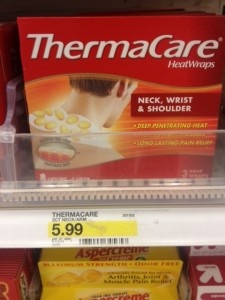 ThermaCare®
HeatWraps
NECK, WRIST
& SHOULDER
• DEEP PENETRATING HEAT
• LONG LASTING PAIN RELIEF
THERMACARE
5.99
Aspercreme
MAXIMUM STRENGTH • ODOR FREE
Arthritis, Joint &
Muscle Pain Relief